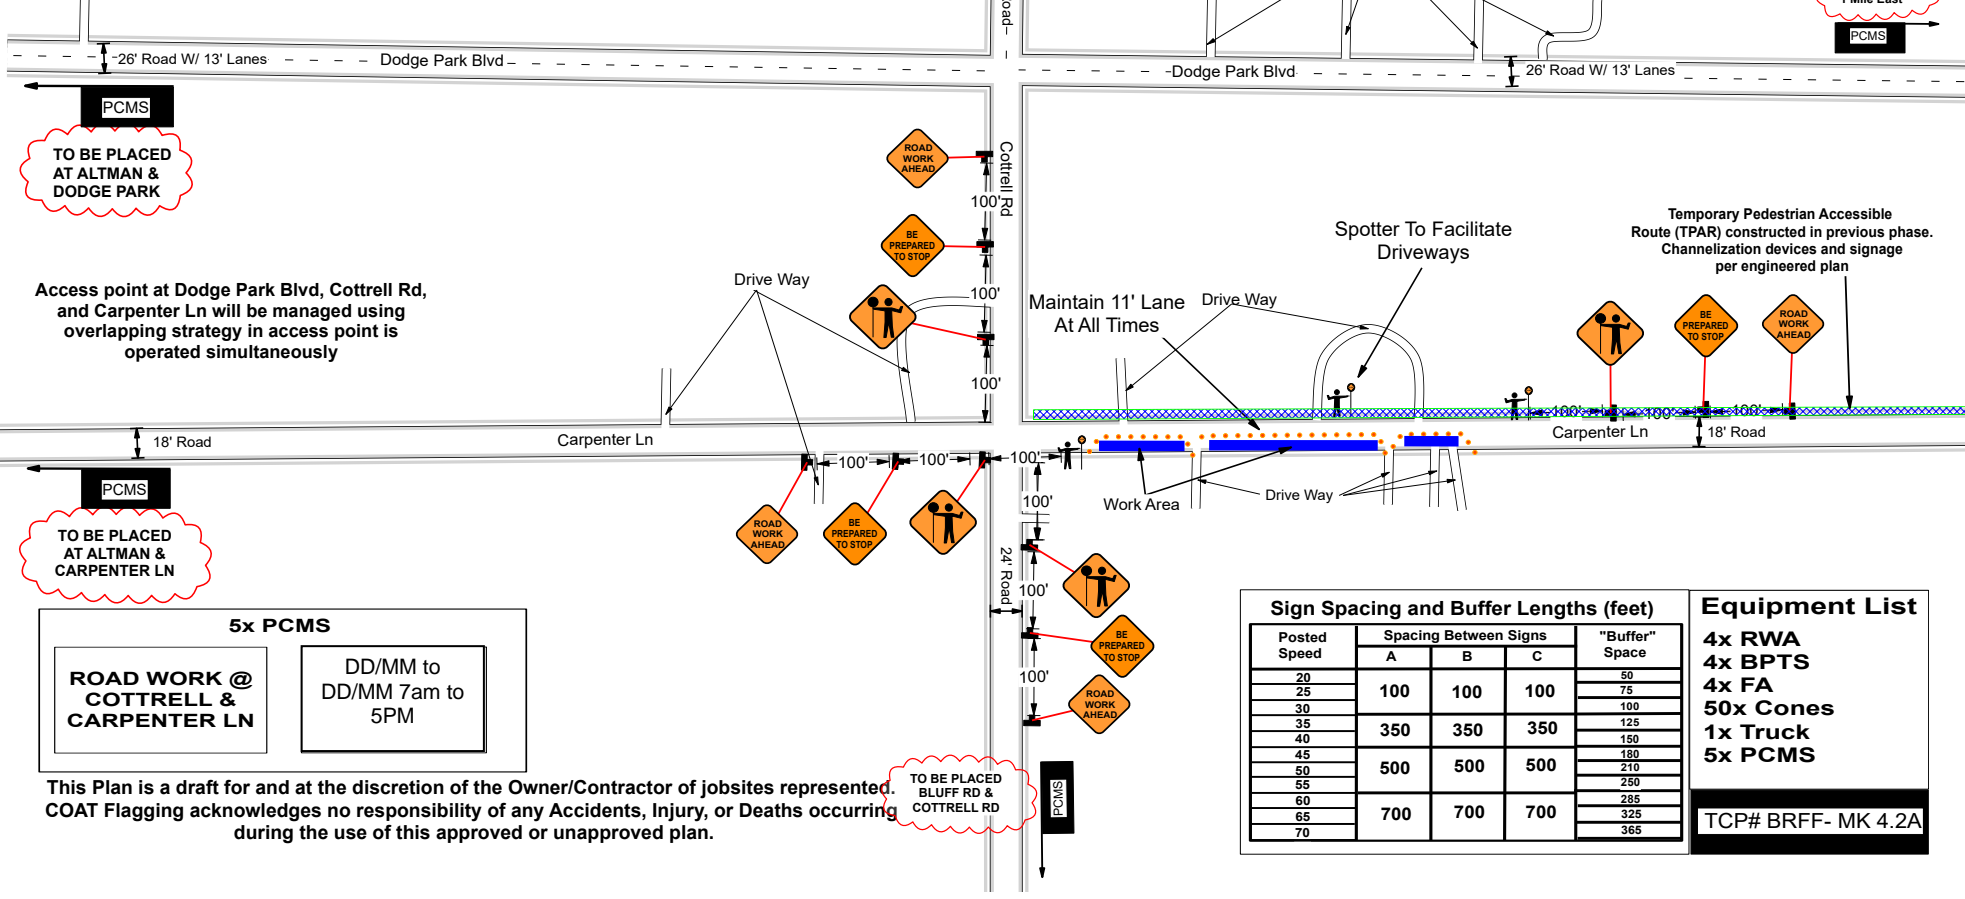 Road
1 Mile East
PCMS
26' Road W/ 13' Lanes
Dodge Park Blvd
Dodge Park Blvd
26' Road W/ 13' Lanes
PCMS
TO BE PLACED
AT ALTMAN &
DODGE PARK
ROAD
WORK
AHEAD
Cottrell Rd
100'
BE
PREPARED
TO STOP
100'
100'
Access point at Dodge Park Blvd, Cottrell Rd,
and Carpenter Ln will be managed using
overlapping strategy in access point is
operated simultaneously
Drive Way
Maintain 11' Lane
At All Times
Drive Way
Spotter To Facilitate
Driveways
Temporary Pedestrian Accessible
Route (TPAR) constructed in previous phase.
Channelization devices and signage
per engineered plan
BE
PREPARED
TO STOP
ROAD
WORK
AHEAD
100'
100'
100'
18' Road
Carpenter Ln
Carpenter Ln
18' Road
100'
100'
100'
PCMS
TO BE PLACED
AT ALTMAN &
CARPENTER LN
ROAD
WORK
AHEAD
BE
PREPARED
TO STOP
100'
Work Area
Drive Way
24' Road
100'
BE
PREPARED
TO STOP
100'
ROAD
WORK
AHEAD
5x PCMS
ROAD WORK @
COTTRELL &
CARPENTER LN
DD/MM to
DD/MM 7am to
5PM
This Plan is a draft for and at the discretion of the Owner/Contractor of jobsites represented.
COAT Flagging acknowledges no responsibility of any Accidents, Injury, or Deaths occurring
during the use of this approved or unapproved plan.
TO BE PLACED
BLUFF RD &
COTTRELL RD
PCMS
Sign Spacing and Buffer Lengths (feet)
Posted Speed Spacing Between Signs "Buffer" Space
A B C
20 50
25 100 100 100 75
30 100
35 350 350 350 125
40 150
45 180
50 500 500 500 210
55 250
60 285
65 700 700 700 325
70 365
Equipment List
4x RWA
4x BPTS
4x FA
50x Cones
1x Truck
5x PCMS
TCP# BRFF- MK 4.2A